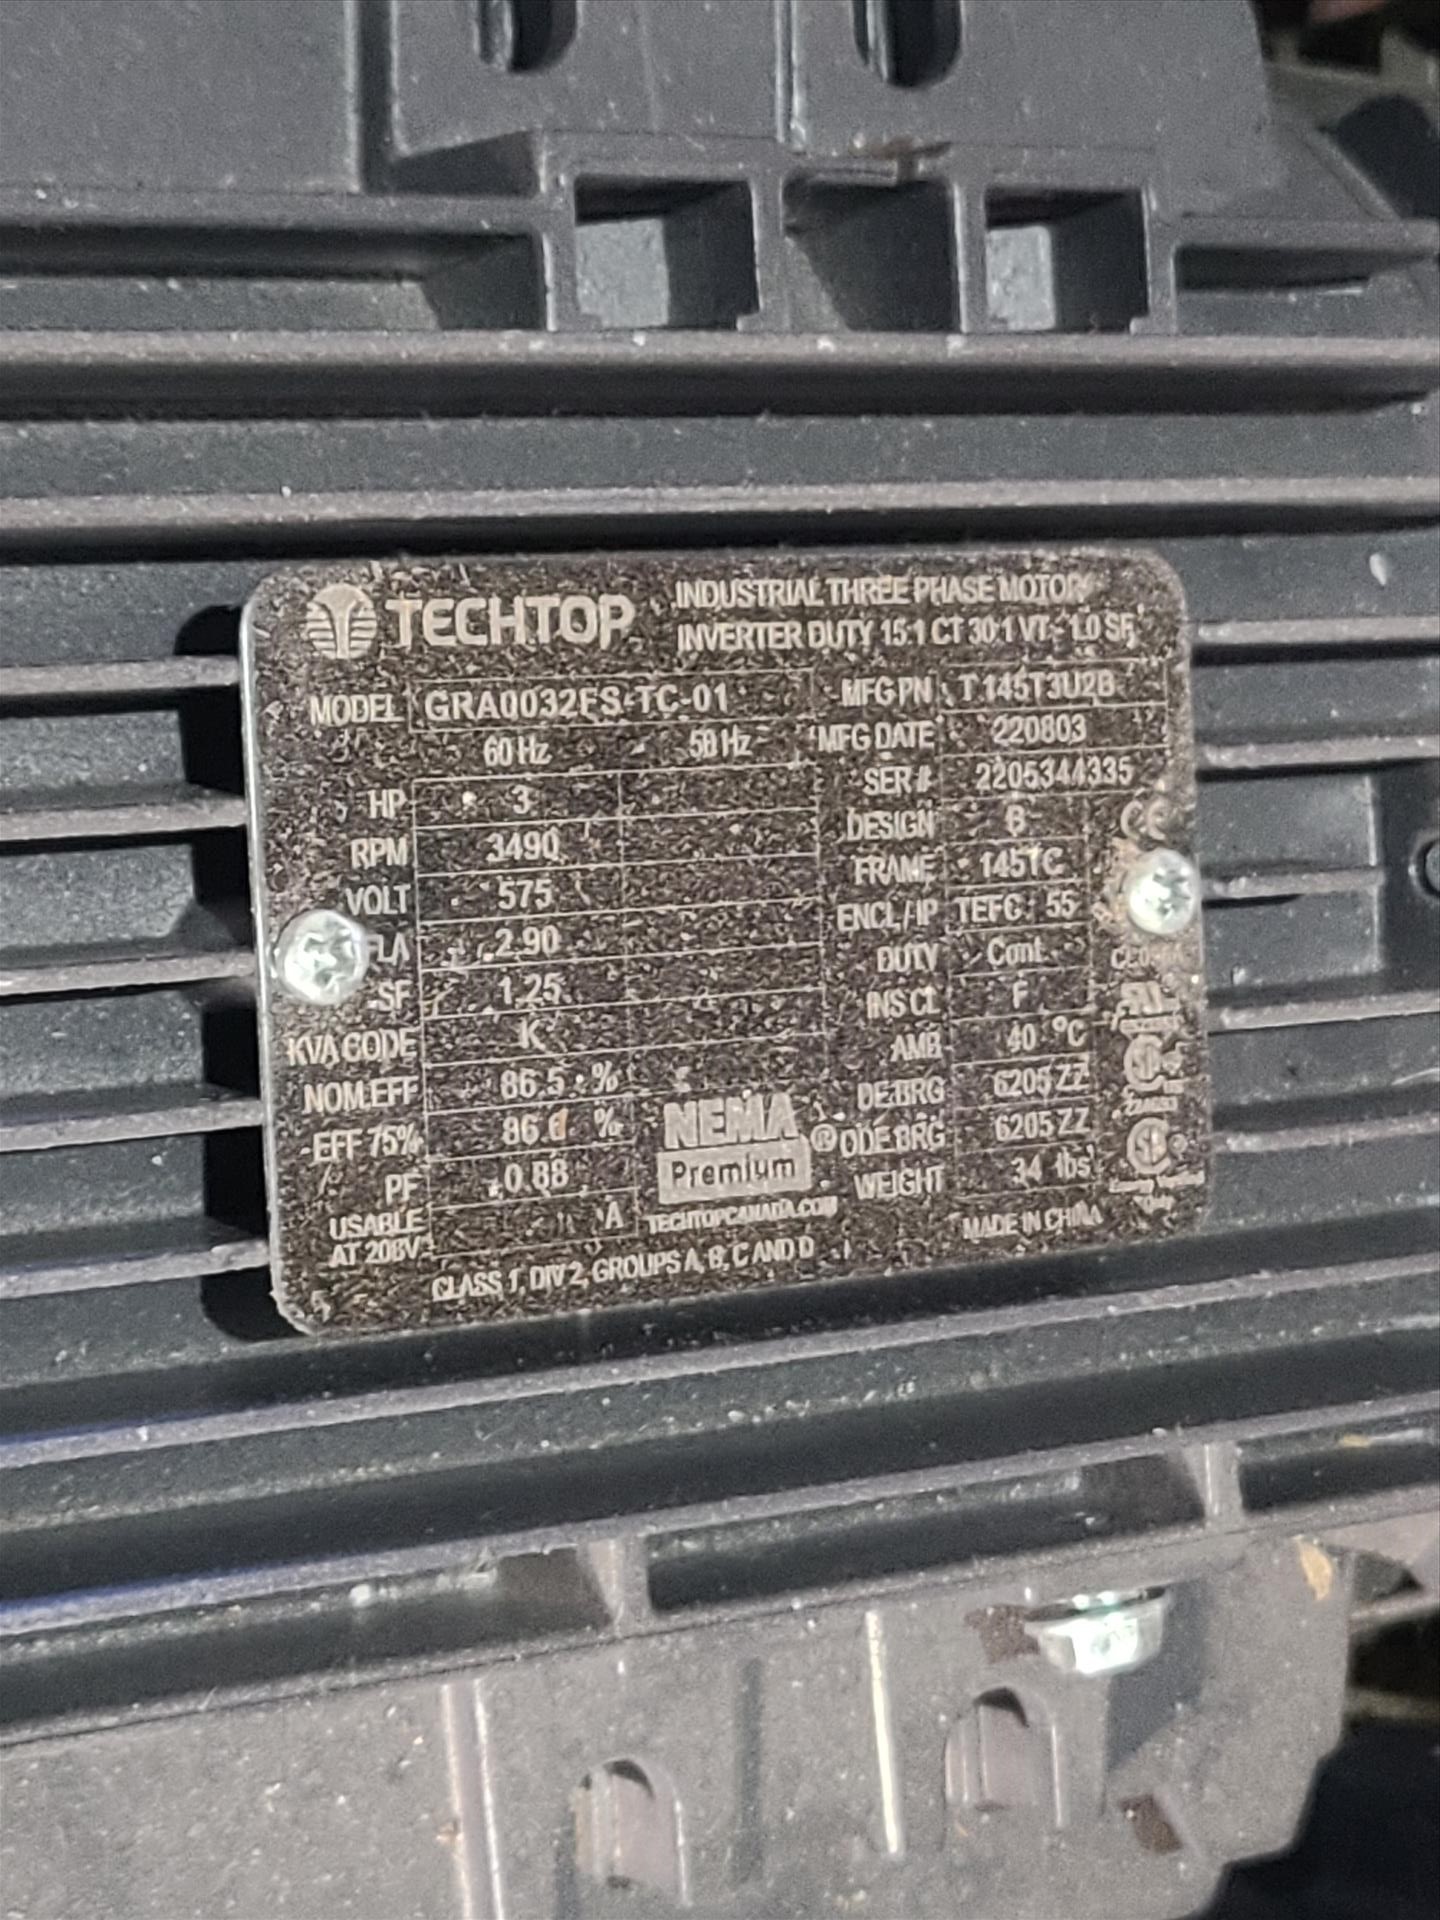 TECHTOP
INDUSTRIAL THREE PHASE MOTOR
INVERTER DUTY 15:1 CT 30:1 VT - 1.0 SF
MODEL GRA0032FS-TC-01
60 Hz 50 Hz
HP 3
RPM 3490
VOLT 575
FLA 2.90
SF 1.25
KVA CODE K
NOM.EFF 86.5 %
EFF 75% %
PF 0.88
USABLE AT 208V A
MFG PN T145T3U2B
MFG DATE 220803
SER # 2205344335
DESIGN B
FRAME 145TC
ENCL/IP TEFC 55
DUTY Cont.
INS CL F
AMB 40 °C
DE BRG 6205 ZZ
ODE BRG 6205 ZZ
WEIGHT 34 lbs
CE
NEMA ®
Premium
TECHTOPCANADA.COM
MADE IN CHINA
CLASS 1, DIV 2, GROUPS A, B, C AND D